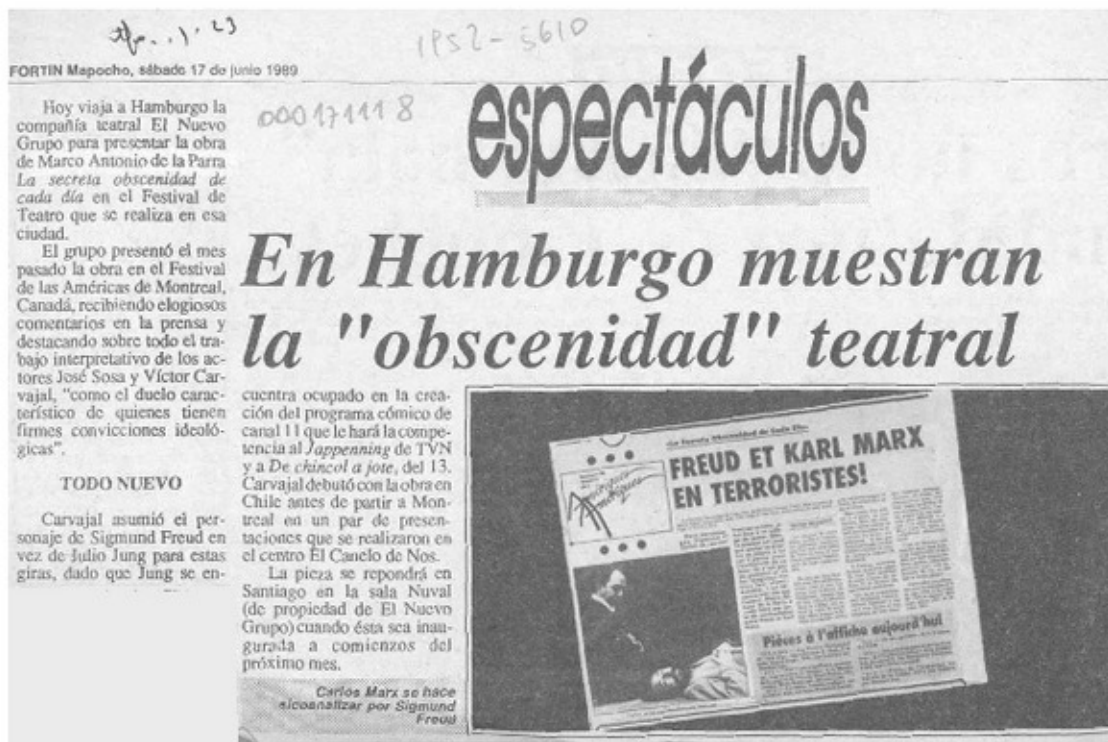 1952-5610
FORTIN Mapocho, sábado 17 de junio 1989
000171118
espectáculos
En Hamburgo muestran
la "obscenidad" teatral
Hoy viaja a Hamburgo la
compañía teatral El Nuevo
Grupo para presentar la obra
de Marco Antonio de la Parra
La secreta obscenidad de
cada día en el Festival de
Teatro que se realiza en esa
ciudad.
El grupo presentó el mes
pasado la obra en el Festival
de las Américas de Montreal,
Canadá, recibiendo elogiosos
comentarios en la prensa y
destacando sobre todo el tra-
bajo interpretativo de los ac-
tores José Sosa y Víctor Car-
vajal, "como el duelo carac-
terístico de quienes tienen
firmes convicciones ideoló-
gicas".
TODO NUEVO
Carvajal asumió el per-
sonaje de Sigmund Freud en
vez de Julio Jung para estas
giras, dado que Jung se en-
cuentra ocupado en la crea-
ción del programa cómico de
canal 11 que le hará la compe-
tencia al Jappenning de TVN
y a De chincol a jote, del 13.
Carvajal debutó con la obra en
Chile antes de partir a Mon-
treal en un par de presen-
taciones que se realizaron en
el centro El Canelo de Nos.
La pieza se repondrá en
Santiago en la sala Nuval
(de propiedad de El Nuevo
Grupo) cuando ésta sea inau-
gurada a comienzos del
próximo mes.
Carlos Marx se hace
sicoanalizar por Sigmund
Freud
FREUD ET KARL MARX
EN TERRORISTES!
Pièces à l'affiche aujourd'hui